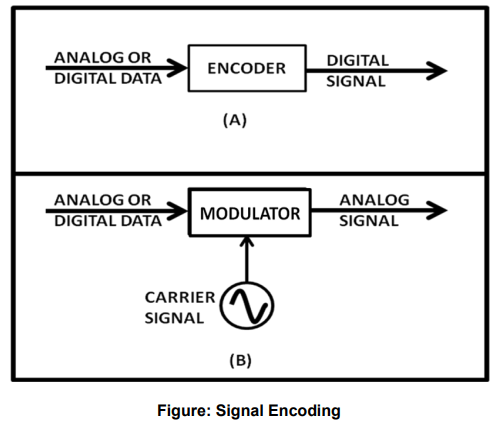 ANALOG OR
DIGITAL DATA
ENCODER
DIGITAL
SIGNAL
(A)
ANALOG OR
DIGITAL DATA
MODULATOR
ANALOG
SIGNAL
CARRIER
SIGNAL
(B)
Figure: Signal Encoding